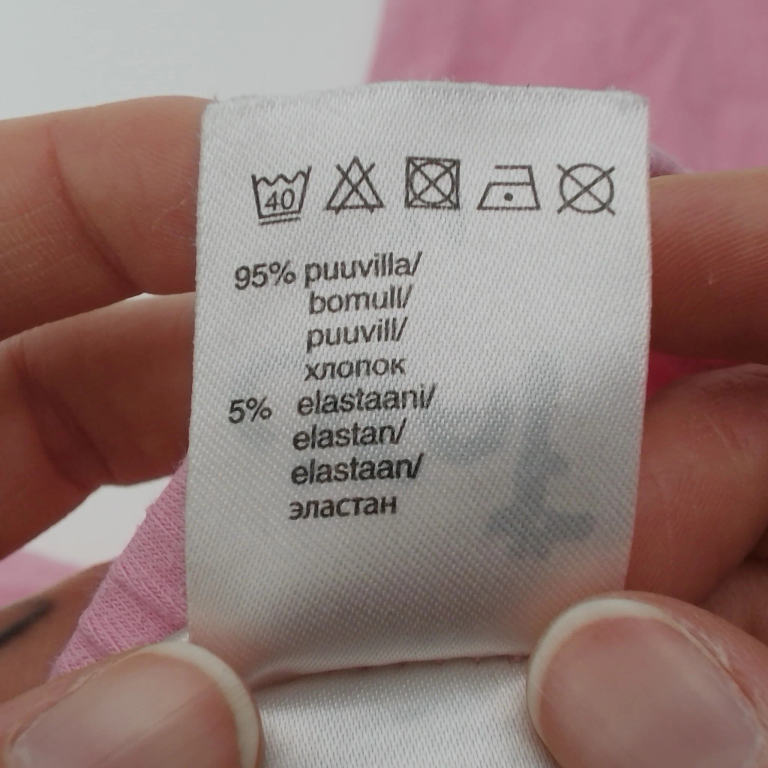 40
95% puuvilla/
bomull/
puuvill/
хлопок
5% elastaani/
elastan/
elastaan/
эластан